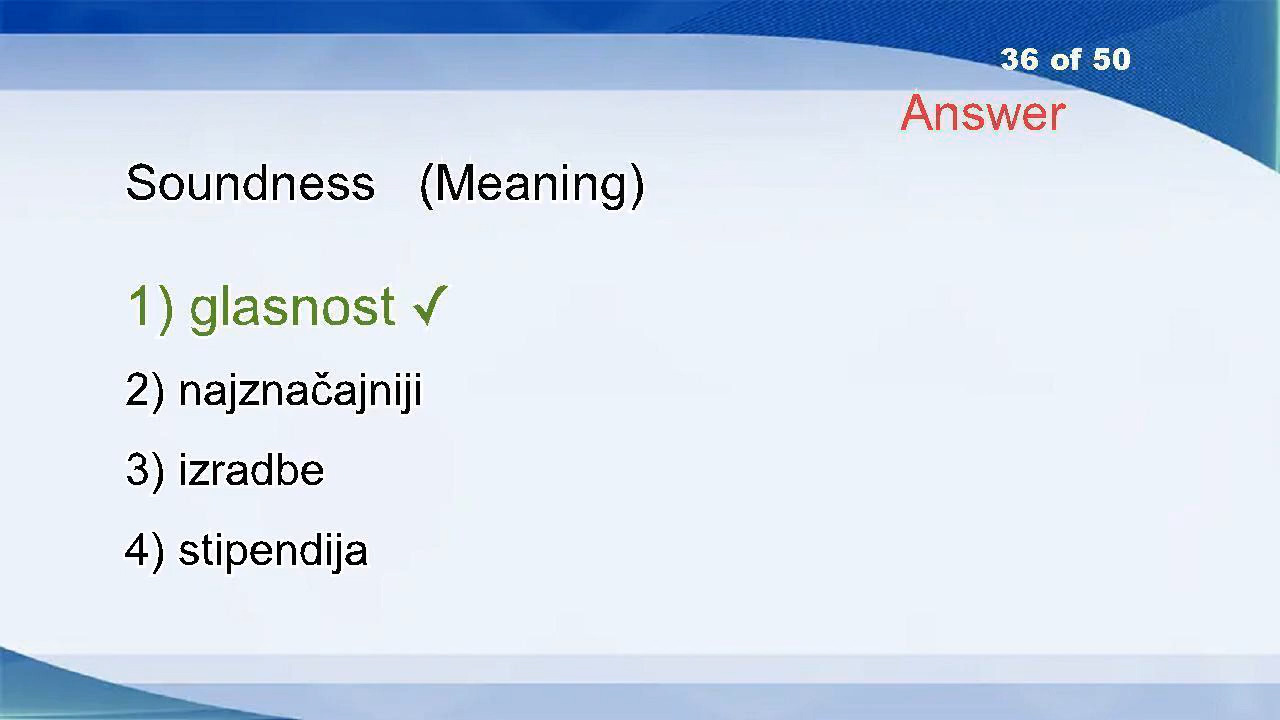 36 of 50
Answer
Soundness (Meaning)
1) glasnost ✓
2) najznačajniji
3) izradbe
4) stipendija